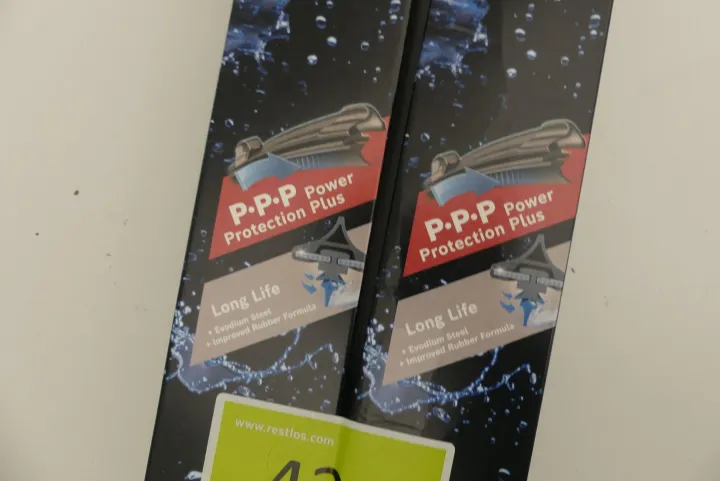 P·P·P Power
Protection Plus
Long Life
• Evodium Steel
• Improved Rubber Formula
P·P·P Power
Protection Plus
Long Life
• Evodium Steel
• Improved Rubber Formula
www.restlos.com